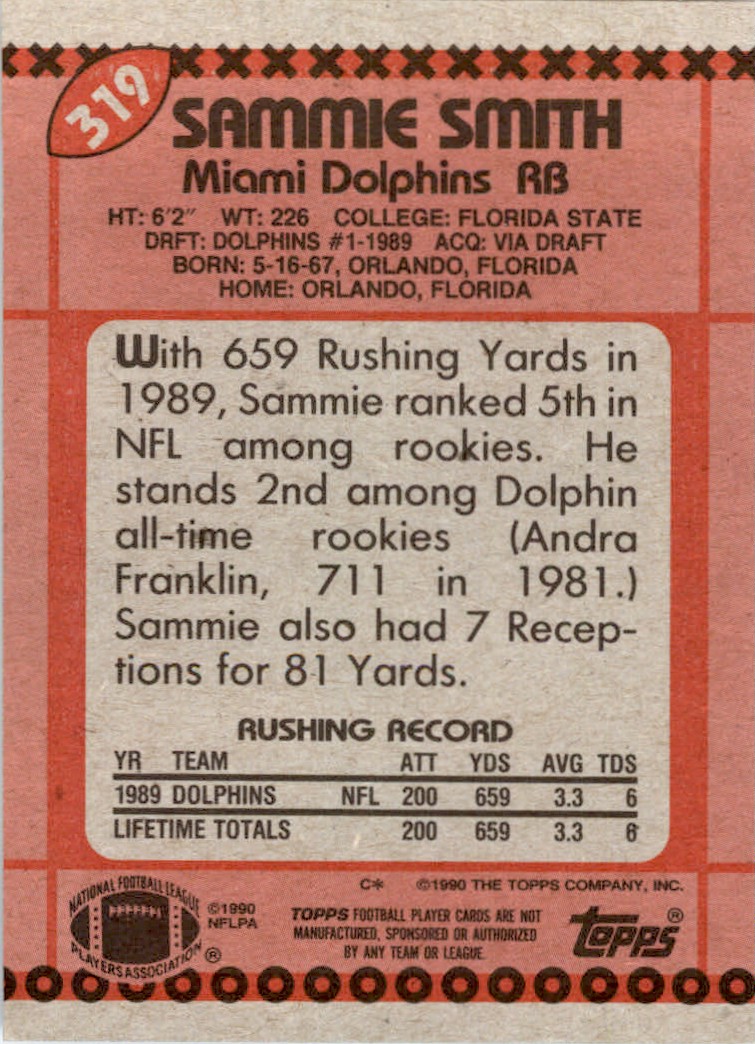 319
SAMMIE SMITH
Miami Dolphins RB
HT: 6'2" WT: 226 COLLEGE: FLORIDA STATE
DRFT: DOLPHINS #1-1989 ACQ: VIA DRAFT
BORN: 5-16-67, ORLANDO, FLORIDA
HOME: ORLANDO, FLORIDA
With 659 Rushing Yards in
1989, Sammie ranked 5th in
NFL among rookies. He
stands 2nd among Dolphin
all-time rookies (Andra
Franklin, 711 in 1981.)
Sammie also had 7 Recep-
tions for 81 Yards.
RUSHING RECORD
YR TEAM ATT YDS AVG TDS
1989 DOLPHINS NFL 200 659 3.3 6
LIFETIME TOTALS 200 659 3.3 6
C* ©1990 THE TOPPS COMPANY, INC.
NATIONAL FOOTBALL LEAGUE
PLAYERS ASSOCIATION ®
©1990
NFLPA
TOPPS FOOTBALL PLAYER CARDS ARE NOT
MANUFACTURED, SPONSORED OR AUTHORIZED
BY ANY TEAM OR LEAGUE.
Topps ®